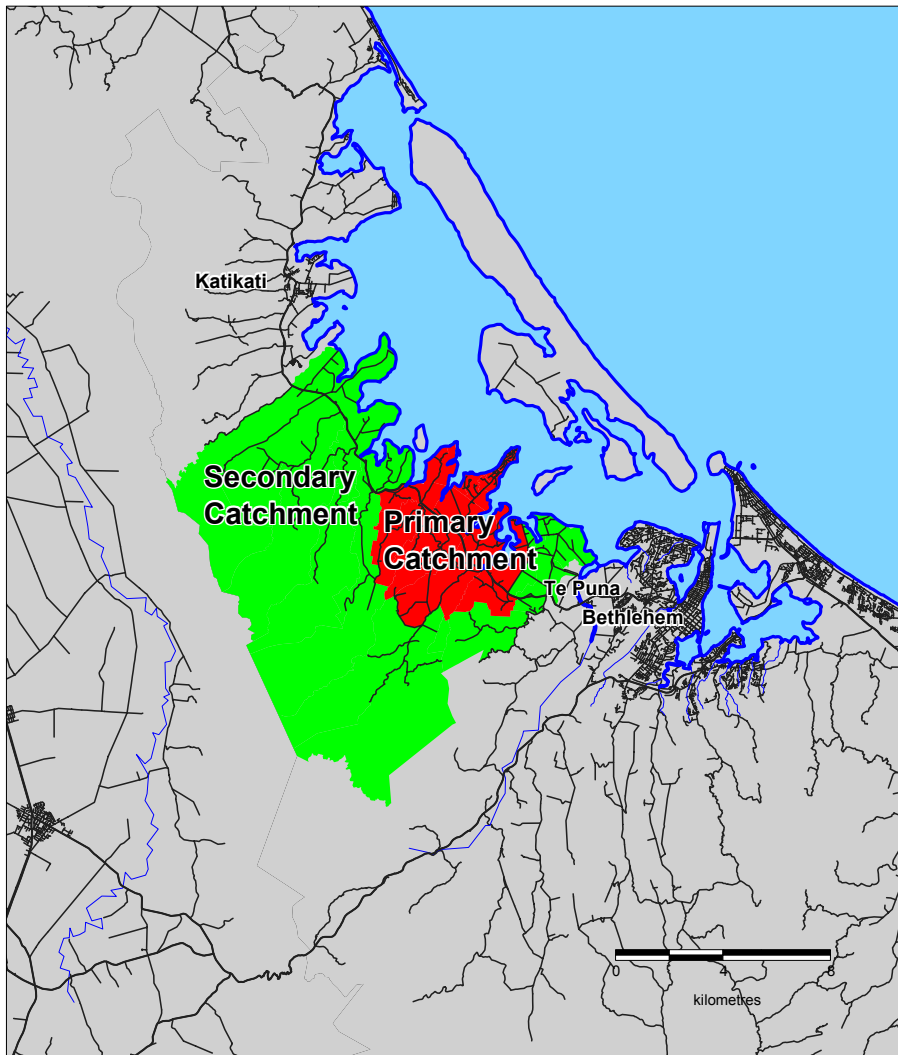 Katikati
Secondary
Catchment
Primary
Catchment
Te Puna
Bethlehem
0 4 8
kilometres